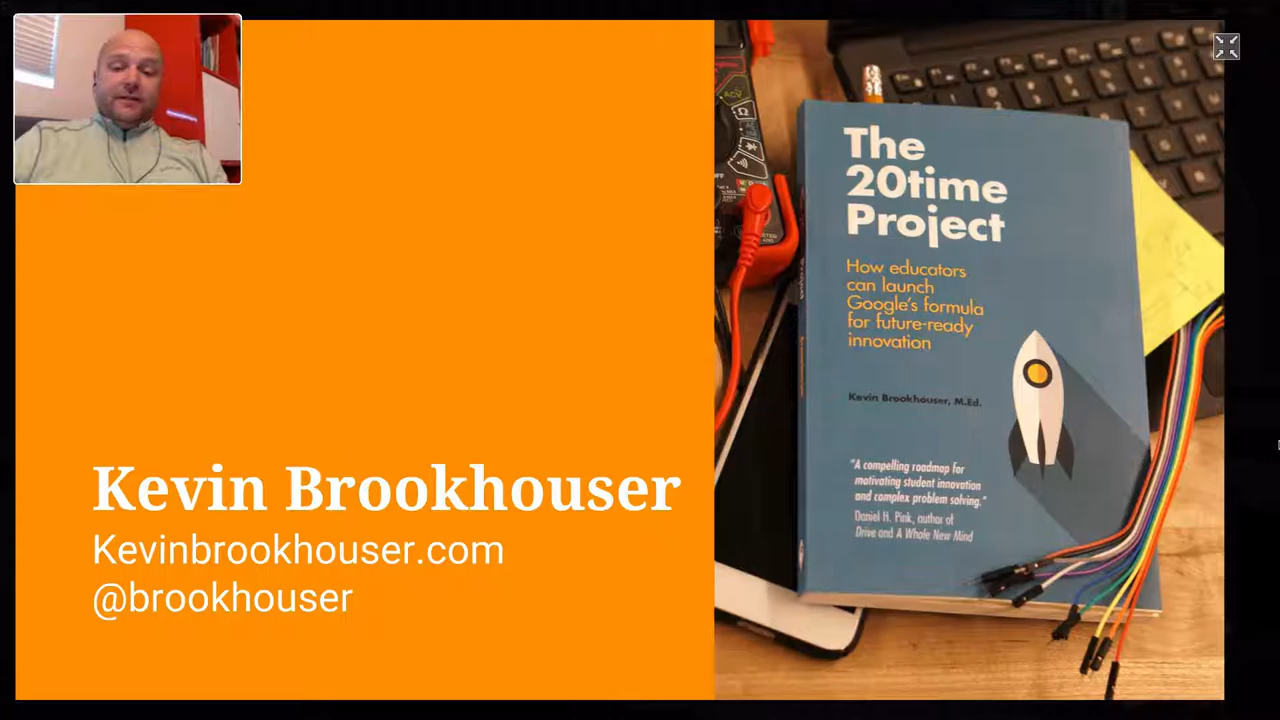 Kevin Brookhouser
Kevinbrookhouser.com
@brookhouser
The
20time
Project
How educators
can launch
Google's formula
for future-ready
innovation
Kevin Brookhouser, M.Ed.
"A compelling roadmap for
motivating student innovation
and complex problem solving."
Daniel H. Pink, author of
Drive and A Whole New Mind